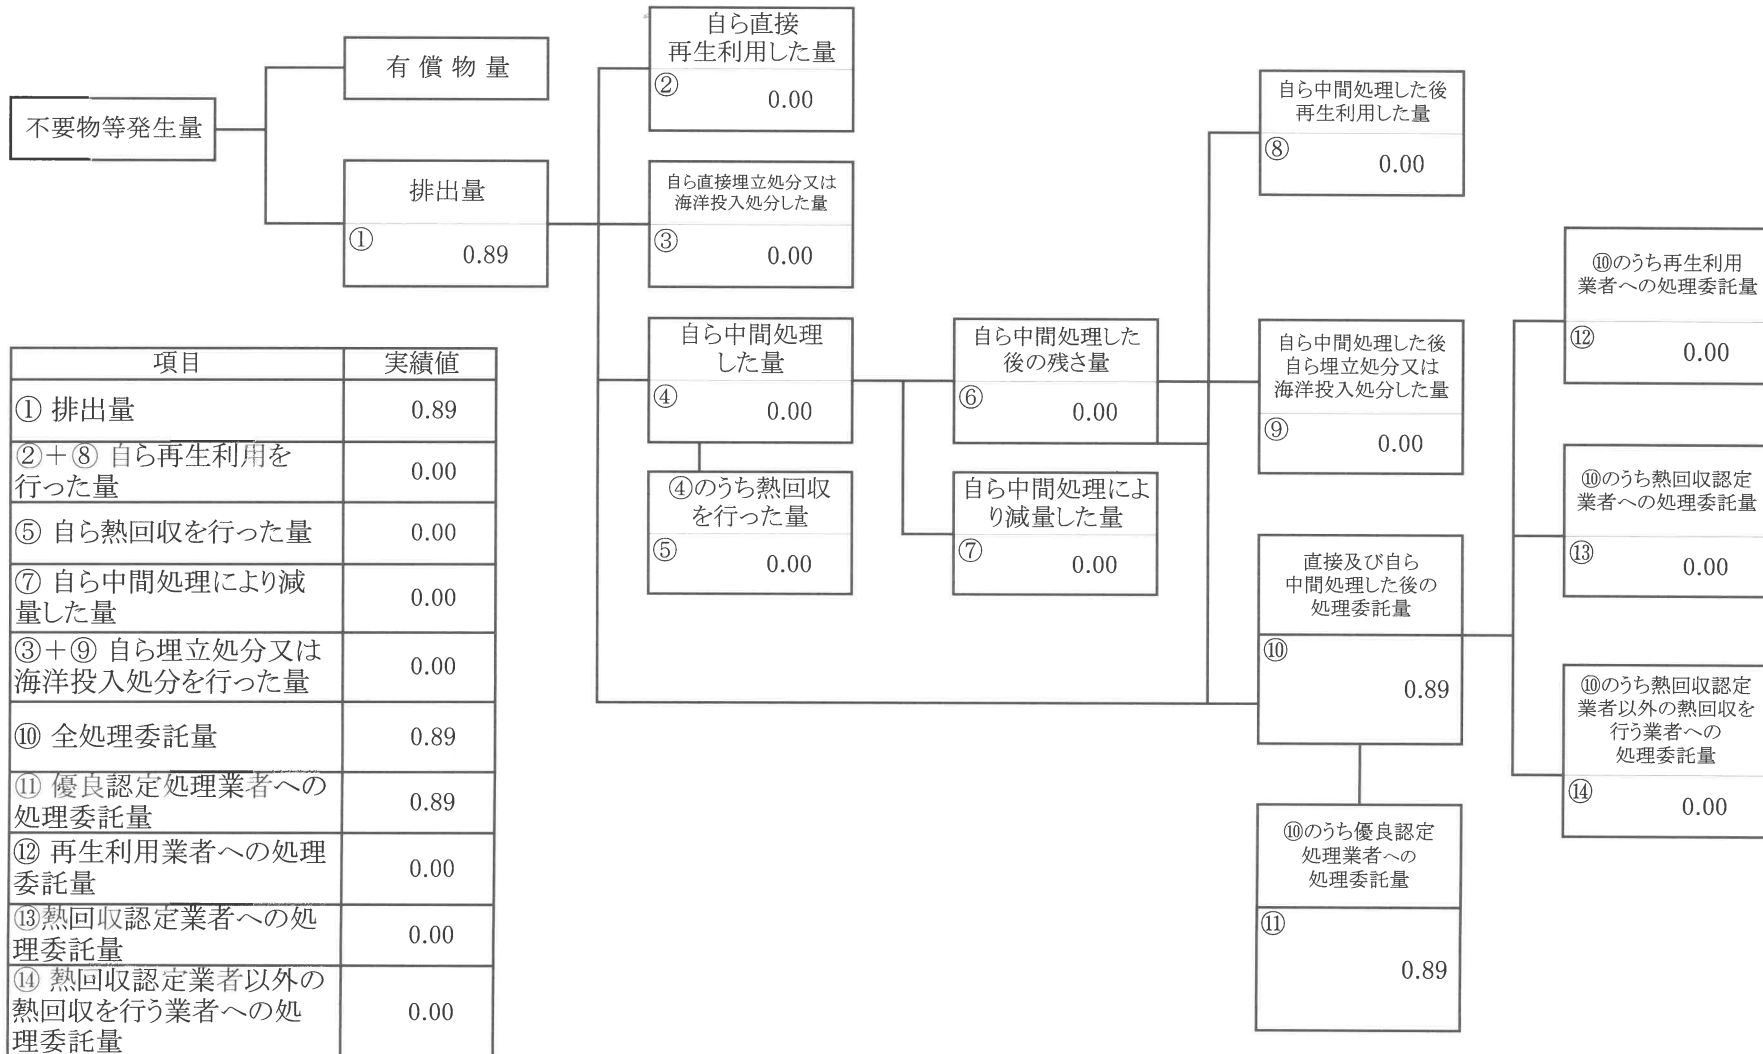 不要物等発生量
有償物量
排出量
① 0.89
自ら直接
再生利用した量
② 0.00
自ら直接埋立処分又は
海洋投入処分した量
③ 0.00
自ら中間処理
した量
④ 0.00
④のうち熱回収
を行った量
⑤ 0.00
自ら中間処理した
後の残さ量
⑥ 0.00
自ら中間処理によ
り減量した量
⑦ 0.00
自ら中間処理した後
再生利用した量
⑧ 0.00
自ら中間処理した後
自ら埋立処分又は
海洋投入処分した量
⑨ 0.00
直接及び自ら
中間処理した後の
処理委託量
⑩ 0.89
⑩のうち優良認定
処理業者への
処理委託量
⑪ 0.89
⑩のうち再生利用
業者への処理委託量
⑫ 0.00
⑩のうち熱回収認定
業者への処理委託量
⑬ 0.00
⑩のうち熱回収認定
業者以外の熱回収を
行う業者への
処理委託量
⑭ 0.00
項目 実績値
① 排出量 0.89
②＋⑧ 自ら再生利用を
行った量 0.00
⑤ 自ら熱回収を行った量 0.00
⑦ 自ら中間処理により減
量した量 0.00
③＋⑨ 自ら埋立処分又は
海洋投入処分を行った量 0.00
⑩ 全処理委託量 0.89
⑪ 優良認定処理業者への
処理委託量 0.89
⑫ 再生利用業者への処理
委託量 0.00
⑬熱回収認定業者への処
理委託量 0.00
⑭ 熱回収認定業者以外の
熱回収を行う業者への処
理委託量 0.00